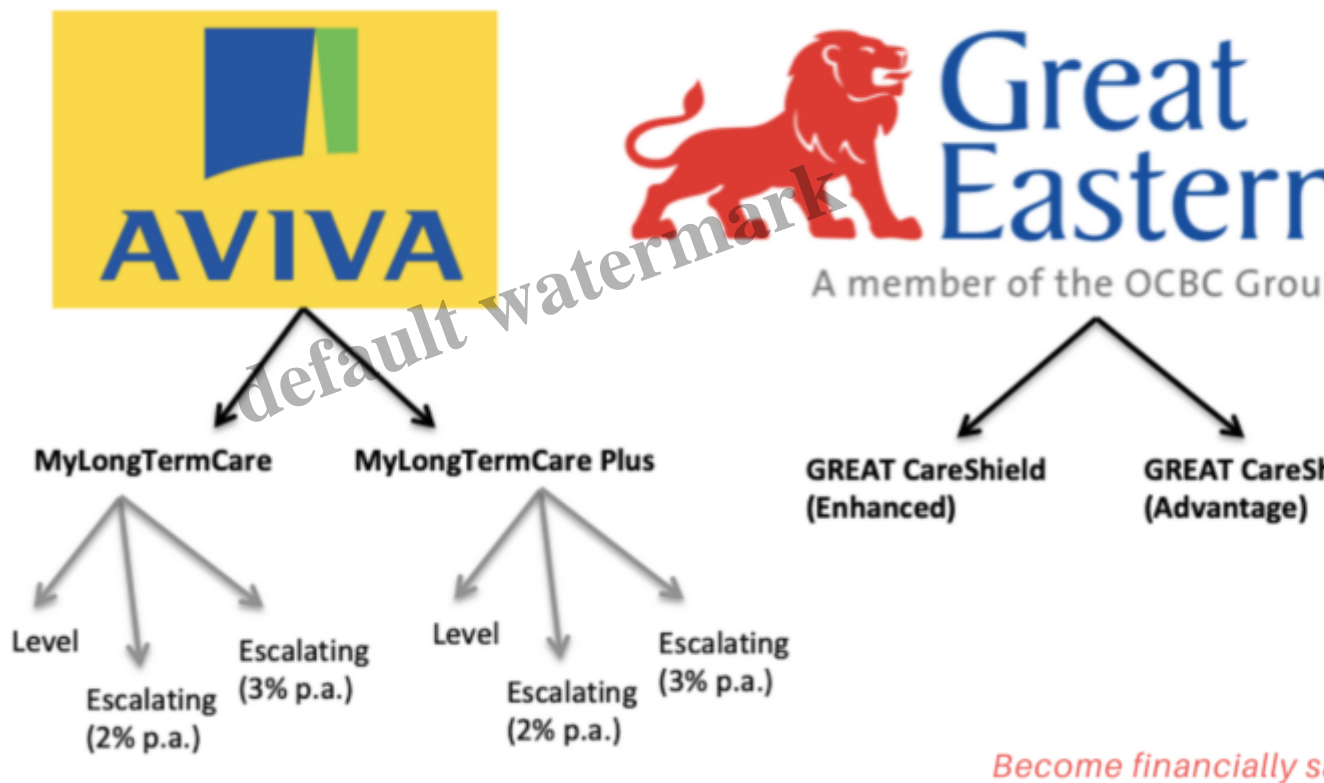 AVIVA
Great
Eastern
A member of the OCBC Grou
default watermark
MyLongTermCare
MyLongTermCare Plus
GREAT CareShield
(Enhanced)
GREAT CareSh
(Advantage)
Level
Escalating
(2% p.a.)
Escalating
(3% p.a.)
Level
Escalating
(2% p.a.)
Escalating
(3% p.a.)
Become financially sa